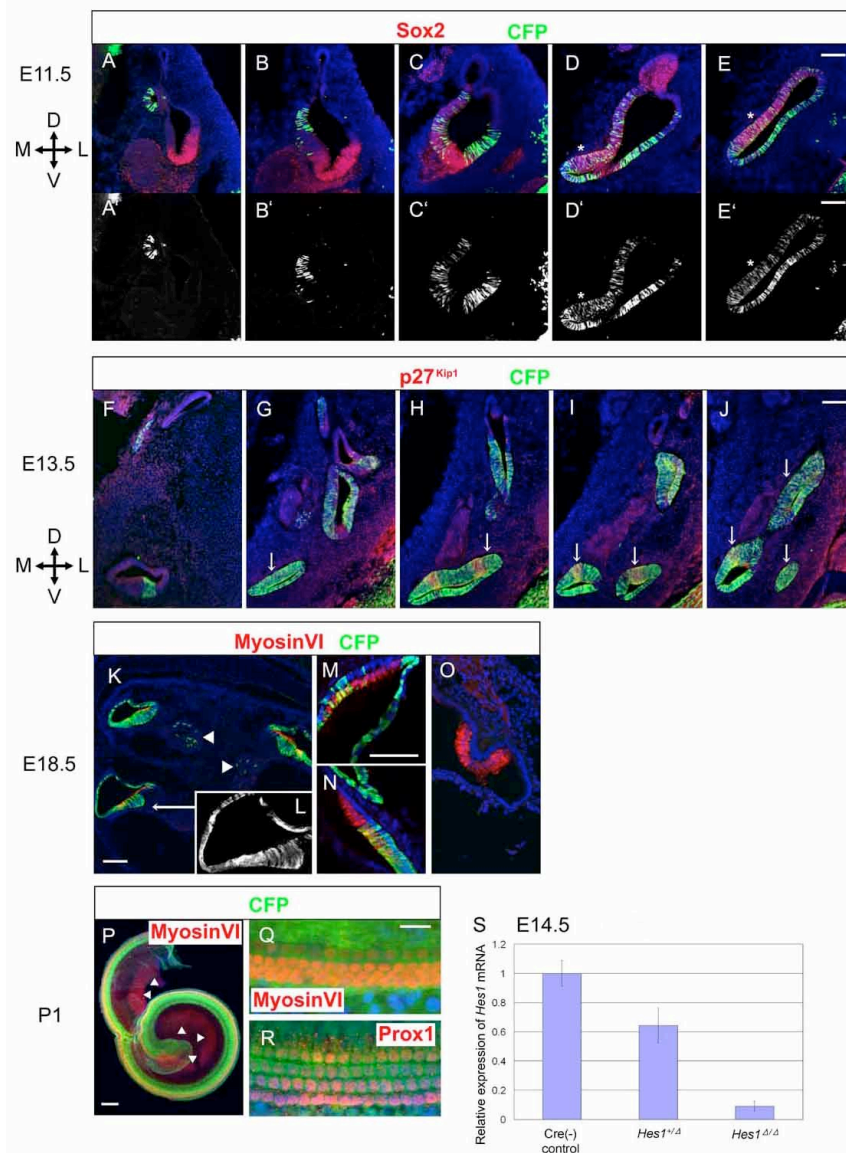 Sox2 CFP
E11.5
A B C D E
D
M L
V
* *
A' B' C' D' E'
* *
p27Kip1 CFP
E13.5
F G H I J
D
M L
V
MyosinVI CFP
E18.5
K M O
L N
CFP
P1
P MyosinVI Q
MyosinVI
R Prox1
S E14.5
Relative expression of Hes1 mRNA
1.2
1
0.8
0.6
0.4
0.2
0
Cre(-) control
Hes1+/Δ
Hes1Δ/Δ